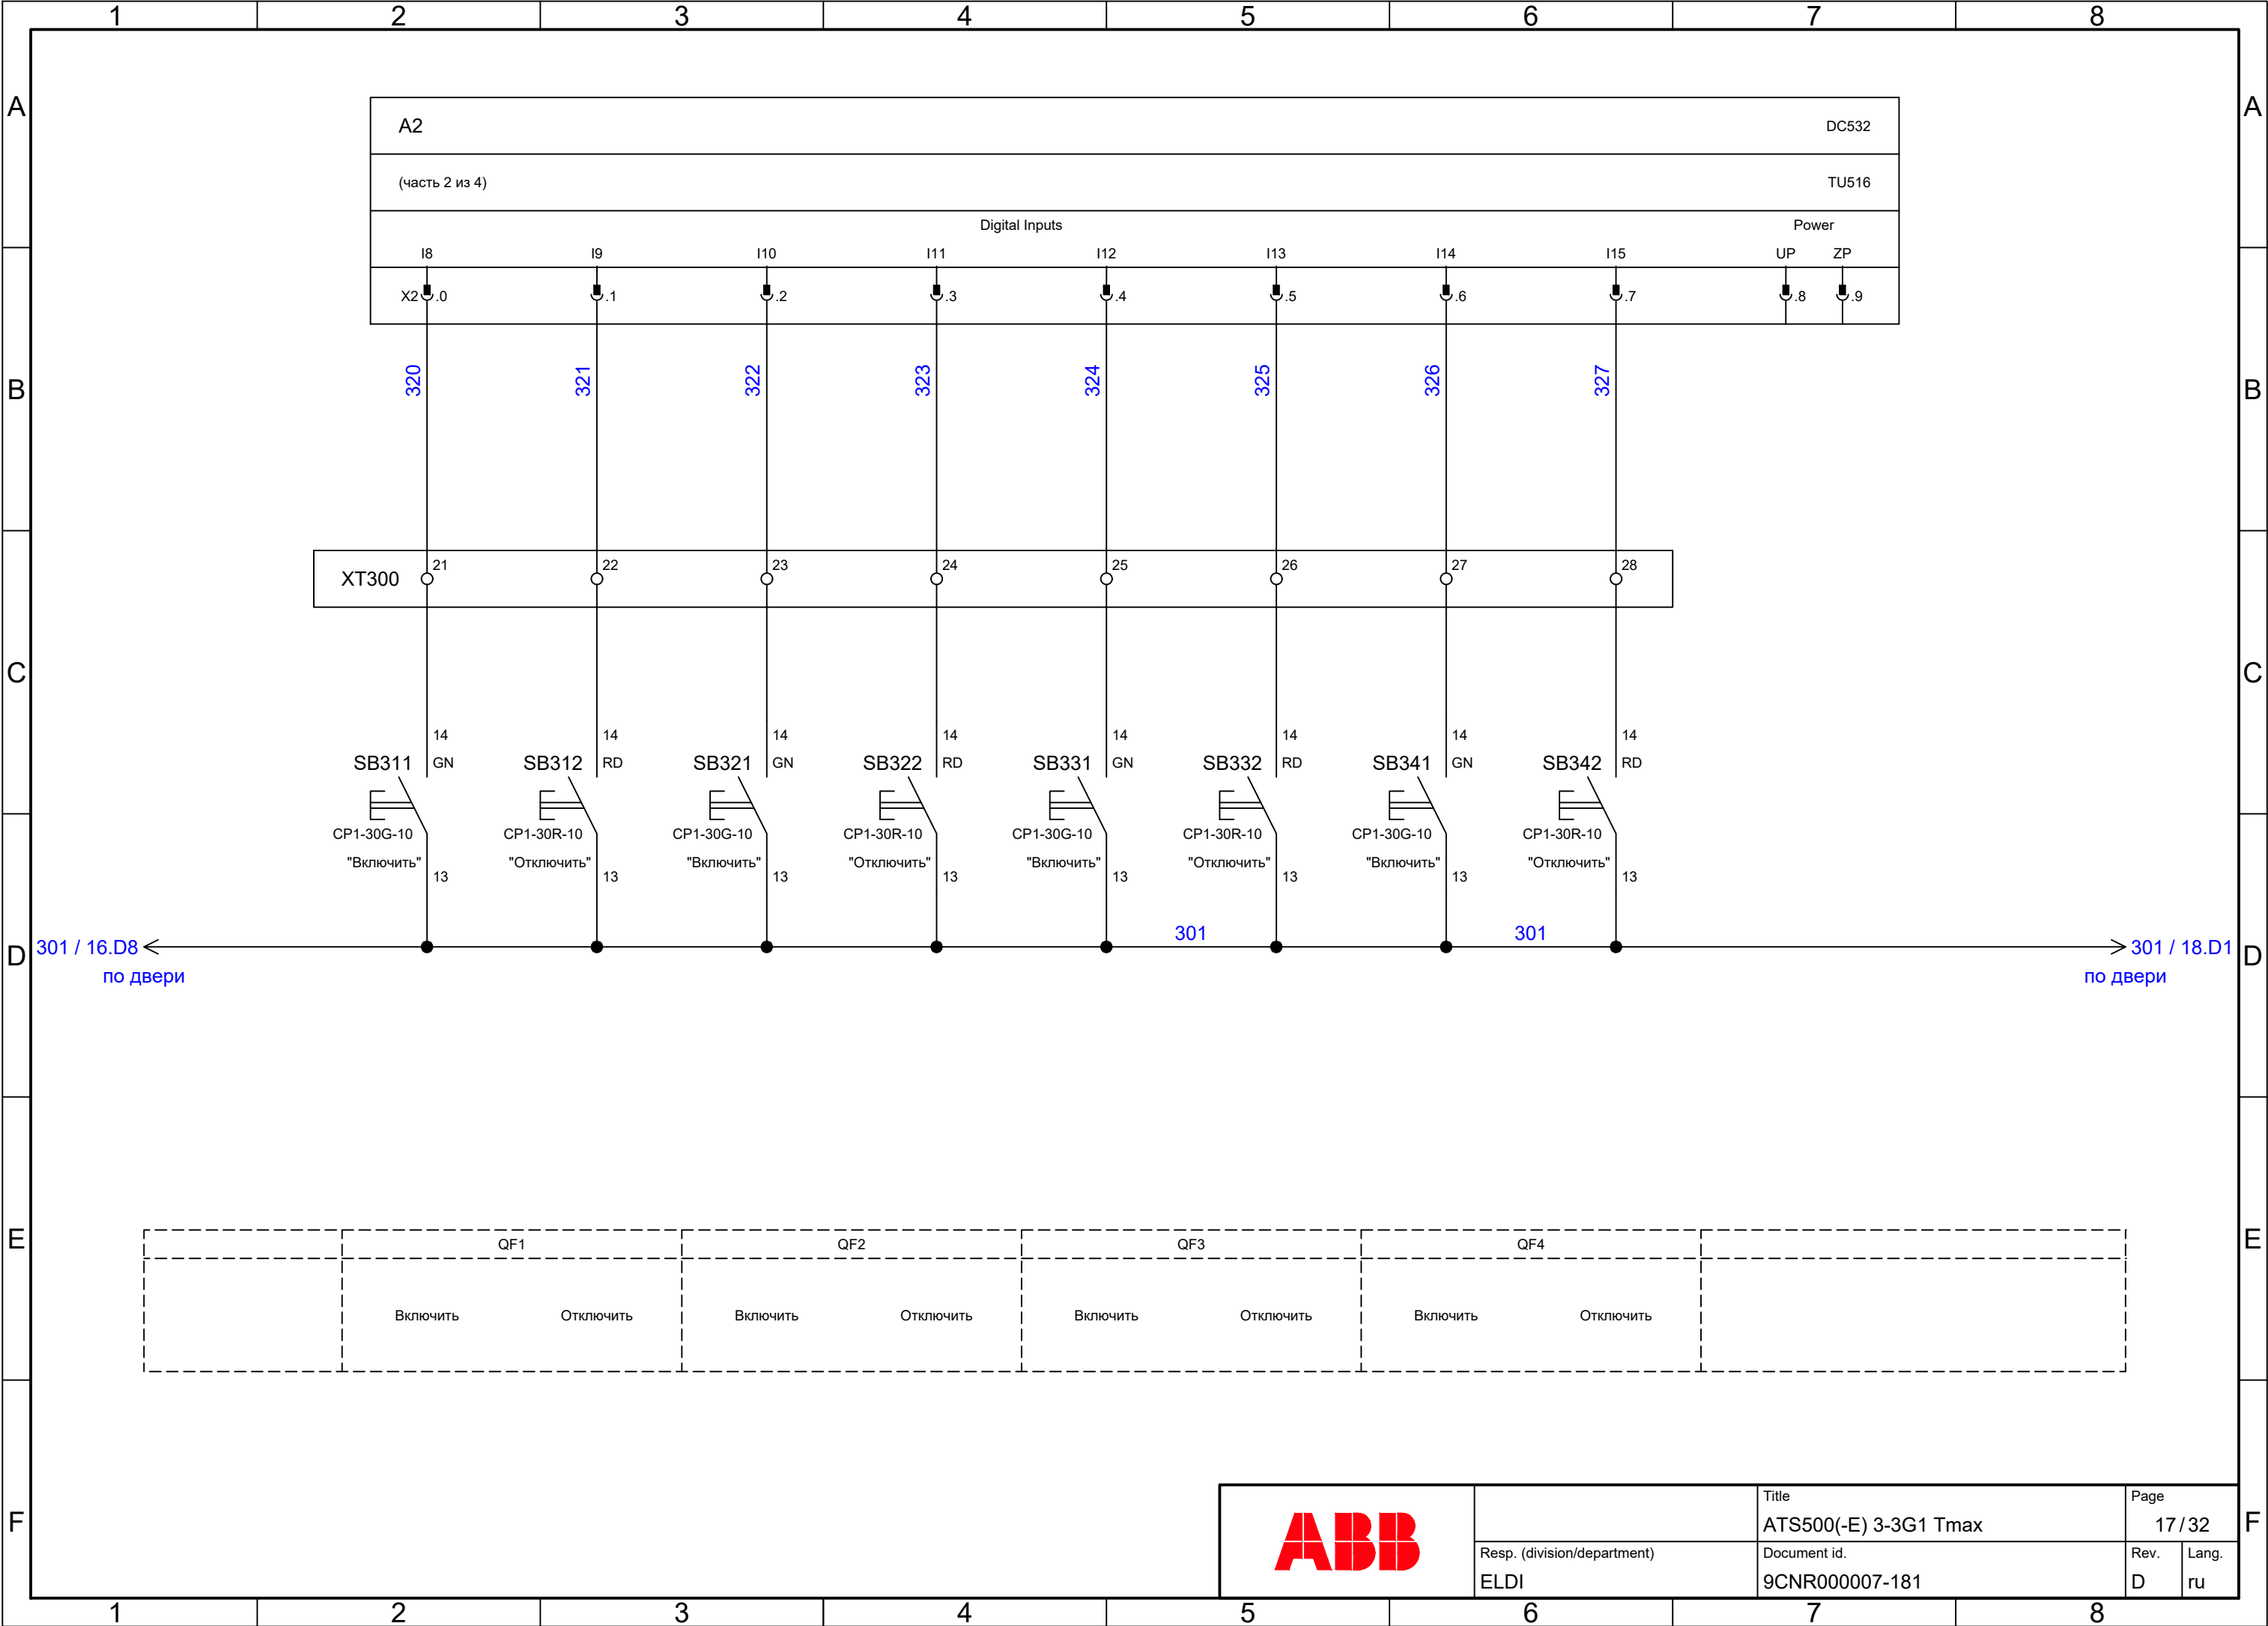 1 2 3 4 5 6 7 8
A A
A2 DC532
(часть 2 из 4) TU516
Digital Inputs Power
I8 I9 I10 I11 I12 I13 I14 I15 UP ZP
X2 .0 .1 .2 .3 .4 .5 .6 .7 .8 .9
320 321 322 323 324 325 326 327
B B
XT300 21 22 23 24 25 26 27 28
C C
14 14 14 14 14 14 14 14
SB311 GN SB312 RD SB321 GN SB322 RD SB331 GN SB332 RD SB341 GN SB342 RD
CP1-30G-10 CP1-30R-10 CP1-30G-10 CP1-30R-10 CP1-30G-10 CP1-30R-10 CP1-30G-10 CP1-30R-10
"Включить" "Отключить" "Включить" "Отключить" "Включить" "Отключить" "Включить" "Отключить"
13 13 13 13 13 13 13 13
301 301
D 301 / 16.D8 301 / 18.D1 D
по двери по двери
E E
QF1 QF2 QF3 QF4
Включить Отключить Включить Отключить Включить Отключить Включить Отключить
F F
ABB
Title
ATS500(-E) 3-3G1 Tmax
Page
17 / 32
Resp. (division/department)
ELDI
Document id.
9CNR000007-181
Rev.
D
Lang.
ru
1 2 3 4 5 6 7 8